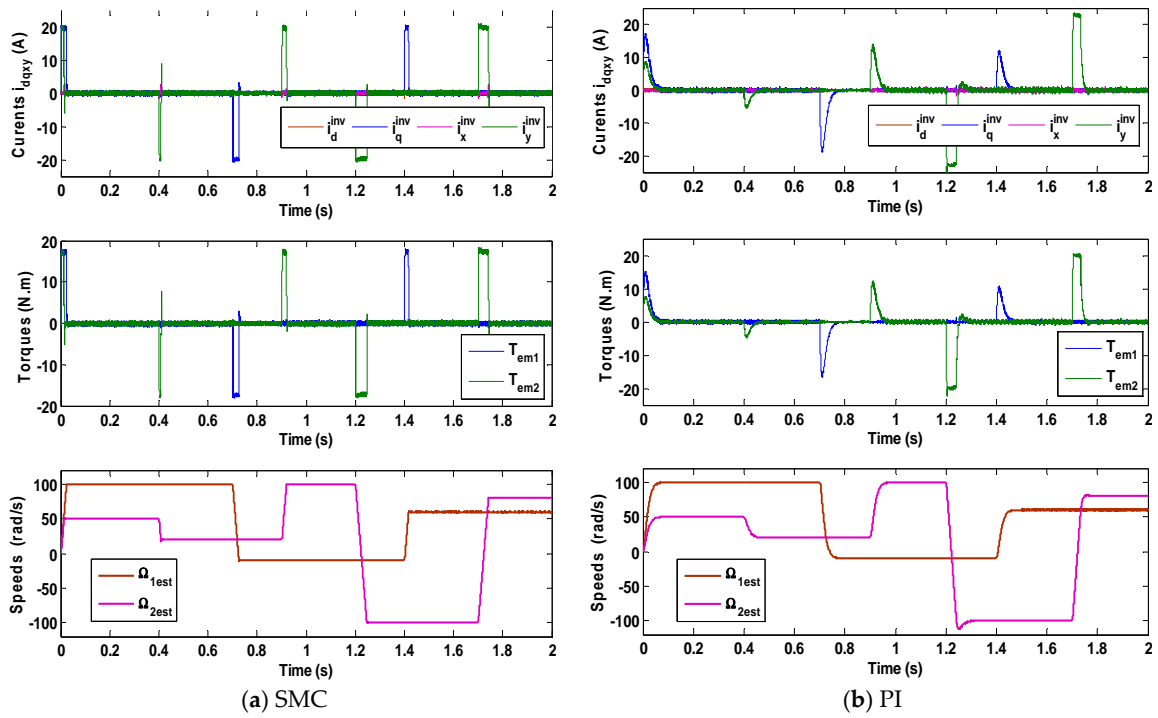 20
10
0
-10
-20
Curents i_dqxy (A)
i_d^inv i_q^inv i_x^inv i_y^inv
0 0.2 0.4 0.6 0.8 1 1.2 1.4 1.6 1.8 2
Time (s)
20
10
0
-10
-20
Torques (N.m)
T_em1
T_em2
0 0.2 0.4 0.6 0.8 1 1.2 1.4 1.6 1.8 2
Time (s)
100
50
0
-50
-100
Speeds (rad/s)
Ω_1est
Ω_2est
0 0.2 0.4 0.6 0.8 1 1.2 1.4 1.6 1.8 2
Time (s)
(a) SMC
20
10
0
-10
-20
Curents i_dqxy (A)
i_d^inv i_q^inv i_x^inv i_y^inv
0 0.2 0.4 0.6 0.8 1 1.2 1.4 1.6 1.8 2
Time (s)
20
10
0
-10
-20
Torques (N.m)
T_em1
T_em2
0 0.2 0.4 0.6 0.8 1 1.2 1.4 1.6 1.8 2
Time (s)
100
50
0
-50
-100
Speeds (rad/s)
Ω_1est
Ω_2est
0 0.2 0.4 0.6 0.8 1 1.2 1.4 1.6 1.8 2
Time (s)
(b) PI